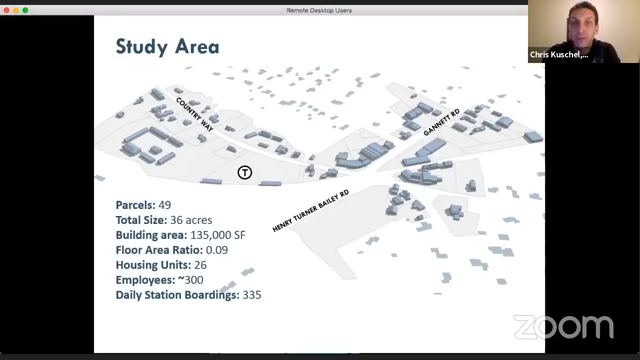 Remote Desktop Users
Study Area
Chris Kuschel,...
COUNTRY WAY
GANNETT RD
T
HENRY TURNER BAILEY RD
Parcels: 49
Total Size: 36 acres
Building area: 135,000 SF
Floor Area Ratio: 0.09
Housing Units: 26
Employees: ~300
Daily Station Boardings: 335
zoom